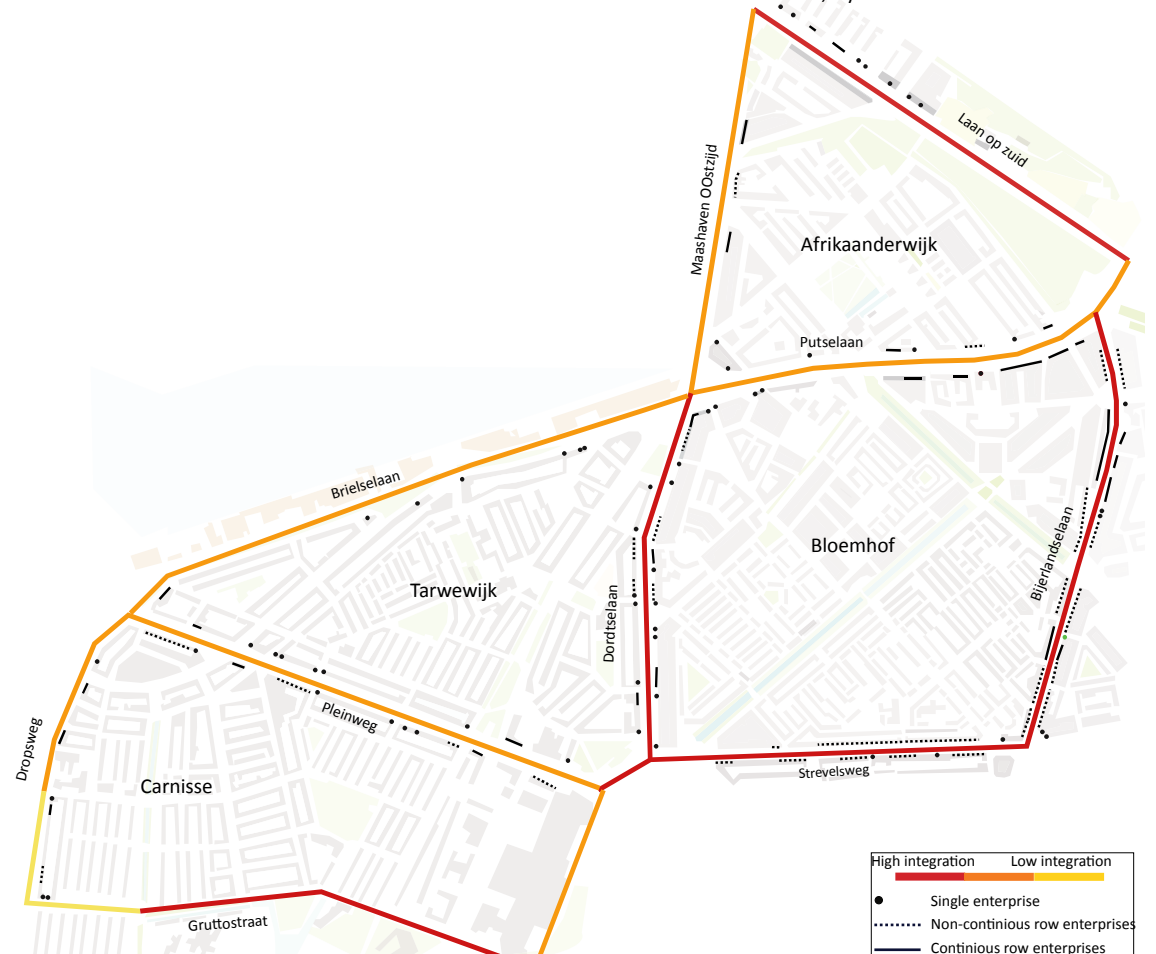 Laan op zuid
Maashaven OOstzijd
Afrikaanderwijk
Putselaan
Brielselaan
Bijerlandselaan
Bloemhof
Tarwewijk
Dordtselaan
Pleinweg
Dropsweg
Strevelsweg
Carnisse
Gruttostraat
High integration Low integration
Single enterprise
Non-continious row enterprises
Continious row enterprises